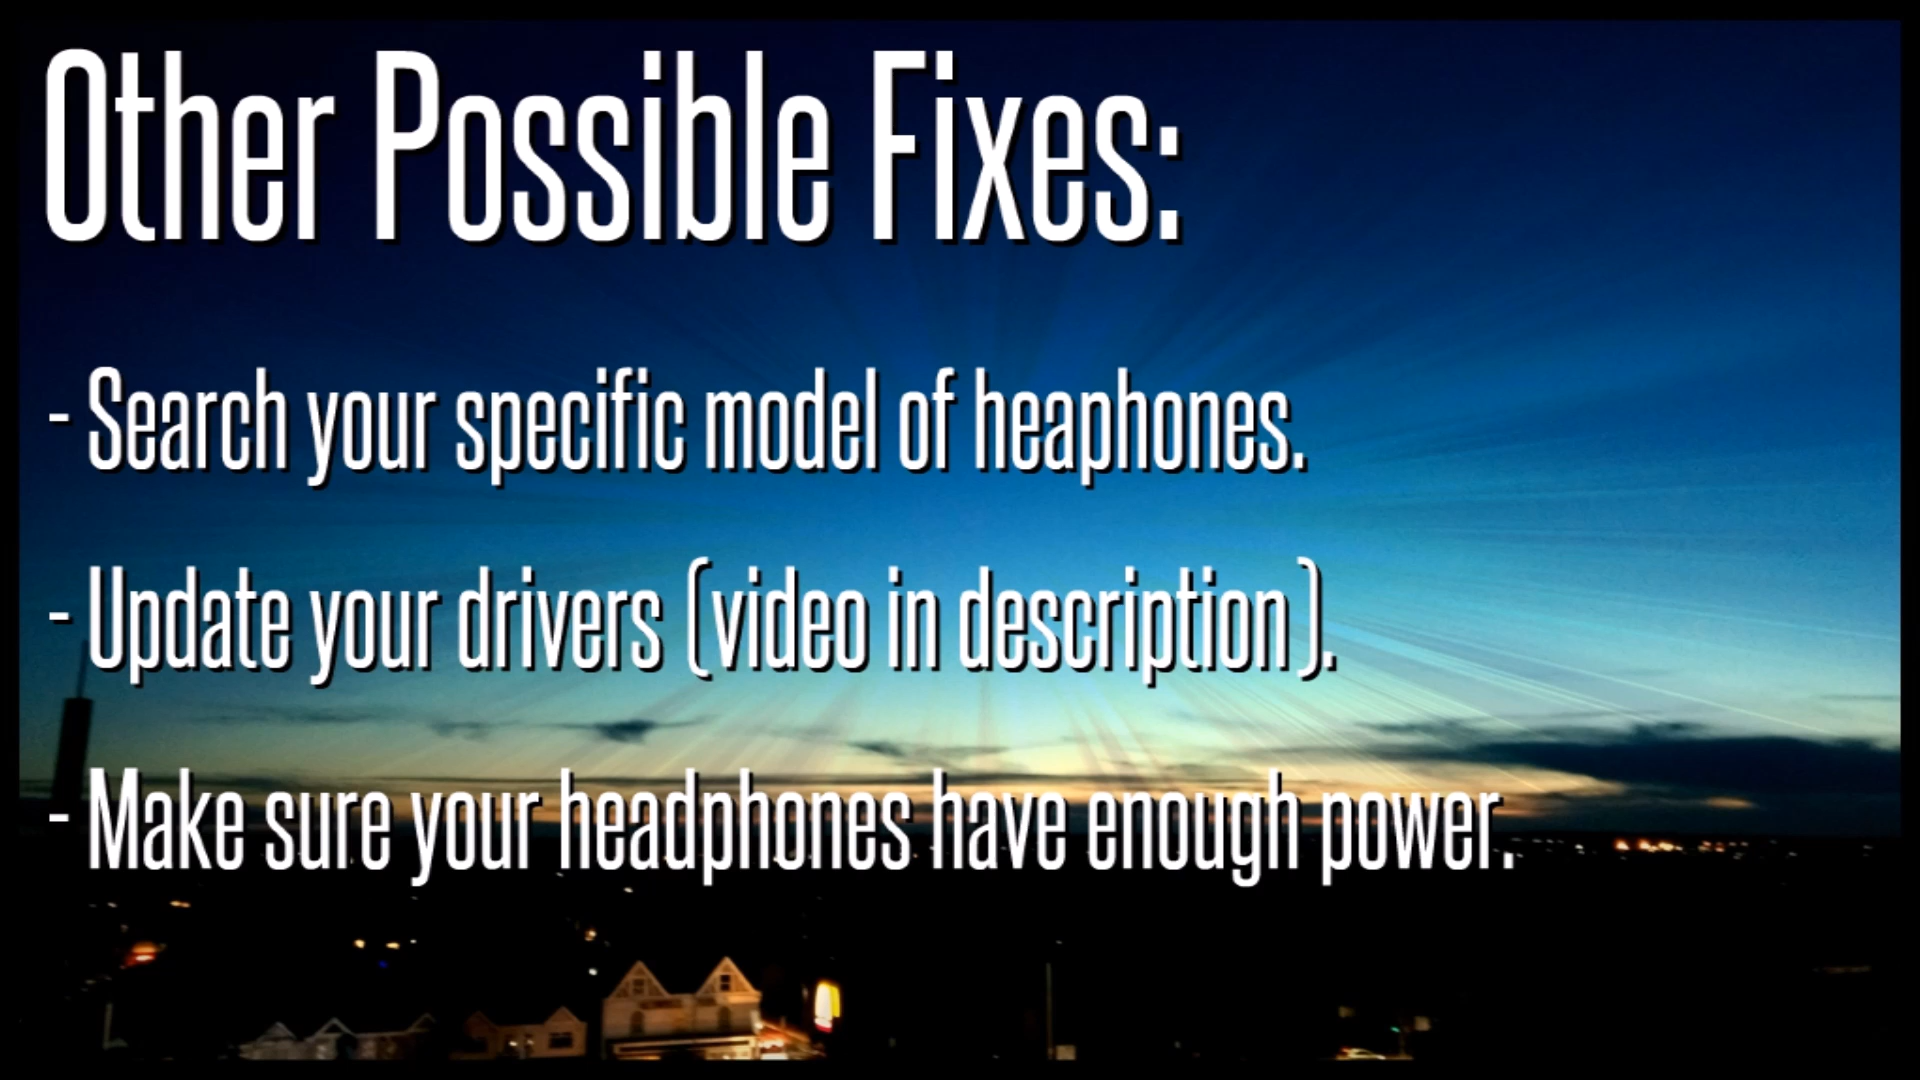 Other Possible Fixes:
- Search your specific model of heaphones.
- Update your drivers (video in description).
- Make sure your headphones have enough power.